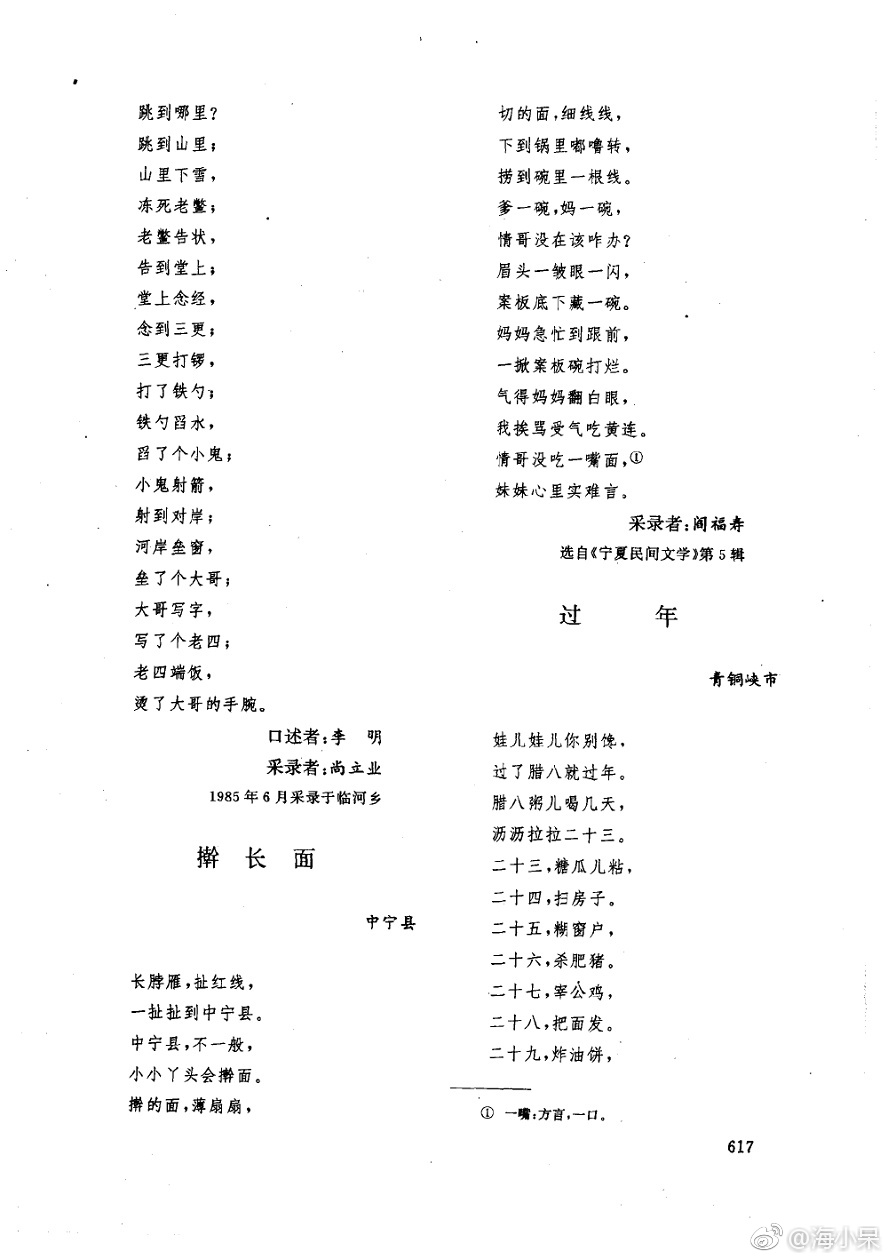 跳到哪里？
跳到山里；
山里下雪，
冻死老鳖；
老鳖告状，
告到堂上；
堂上念经，
念到三更；
三更打锣，
打了铁勺；
铁勺舀水，
舀了个小鬼；
小鬼射箭，
射到对岸；
河岸垒窗，
垒了个大哥；
大哥写字，
写了个老四；
老四端饭，
烫了大哥的手腕。
口述者：李　明
采录者：尚立业
1985年6月采录于临河乡
擀长面
中宁县
长脖雁，扯红线，
一扯扯到中宁县。
中宁县，不一般，
小小丫头会擀面。
擀的面，薄扇扇，
切的面，细线线，
下到锅里嘟噜转，
捞到碗里一根线。
爹一碗，妈一碗，
情哥没在该咋办？
眉头一皱眼一闪，
案板底下藏一碗。
妈妈急忙到跟前，
一掀案板碗打烂。
气得妈妈翻白眼，
我挨骂受气吃黄连。
情哥没吃一嘴面，①
妹妹心里实难言。
采录者：阎福寿
选自《宁夏民间文学》第5辑
过　年
青铜峡市
娃儿娃儿你别馋，
过了腊八就过年。
腊八粥儿喝几天，
沥沥拉拉二十三。
二十三，糖瓜儿粘，
二十四，扫房子。
二十五，糊窗户，
二十六，杀肥猪。
二十七，宰公鸡，
二十八，把面发。
二十九，炸油饼，
① 一嘴：方言，一口。
617
@海小呆